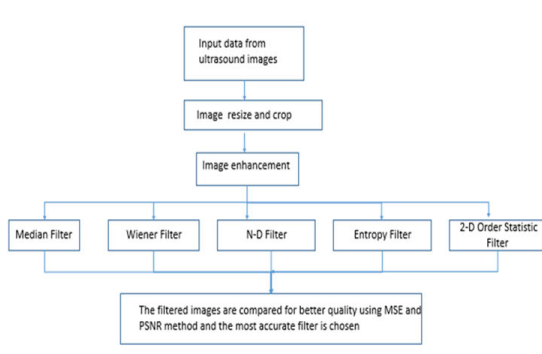 Input data from
ultrasound images
Image resize and crop
Image enhancement
Median Filter
Wiener Filter
N-D Filter
Entropy Filter
2-D Order Statistic
Filter
The filtered images are compared for better quality using MSE and
PSNR method and the most accurate filter is chosen